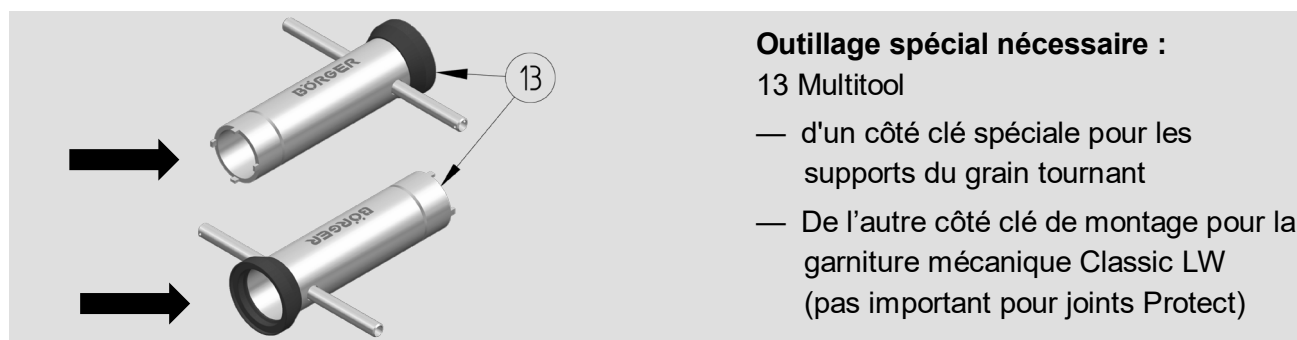 BÖRGER
13
BÖRGER
Outillage spécial nécessaire :
13 Multitool
— d'un côté clé spéciale pour les
supports du grain tournant
— De l’autre côté clé de montage pour la
garniture mécanique Classic LW
(pas important pour joints Protect)